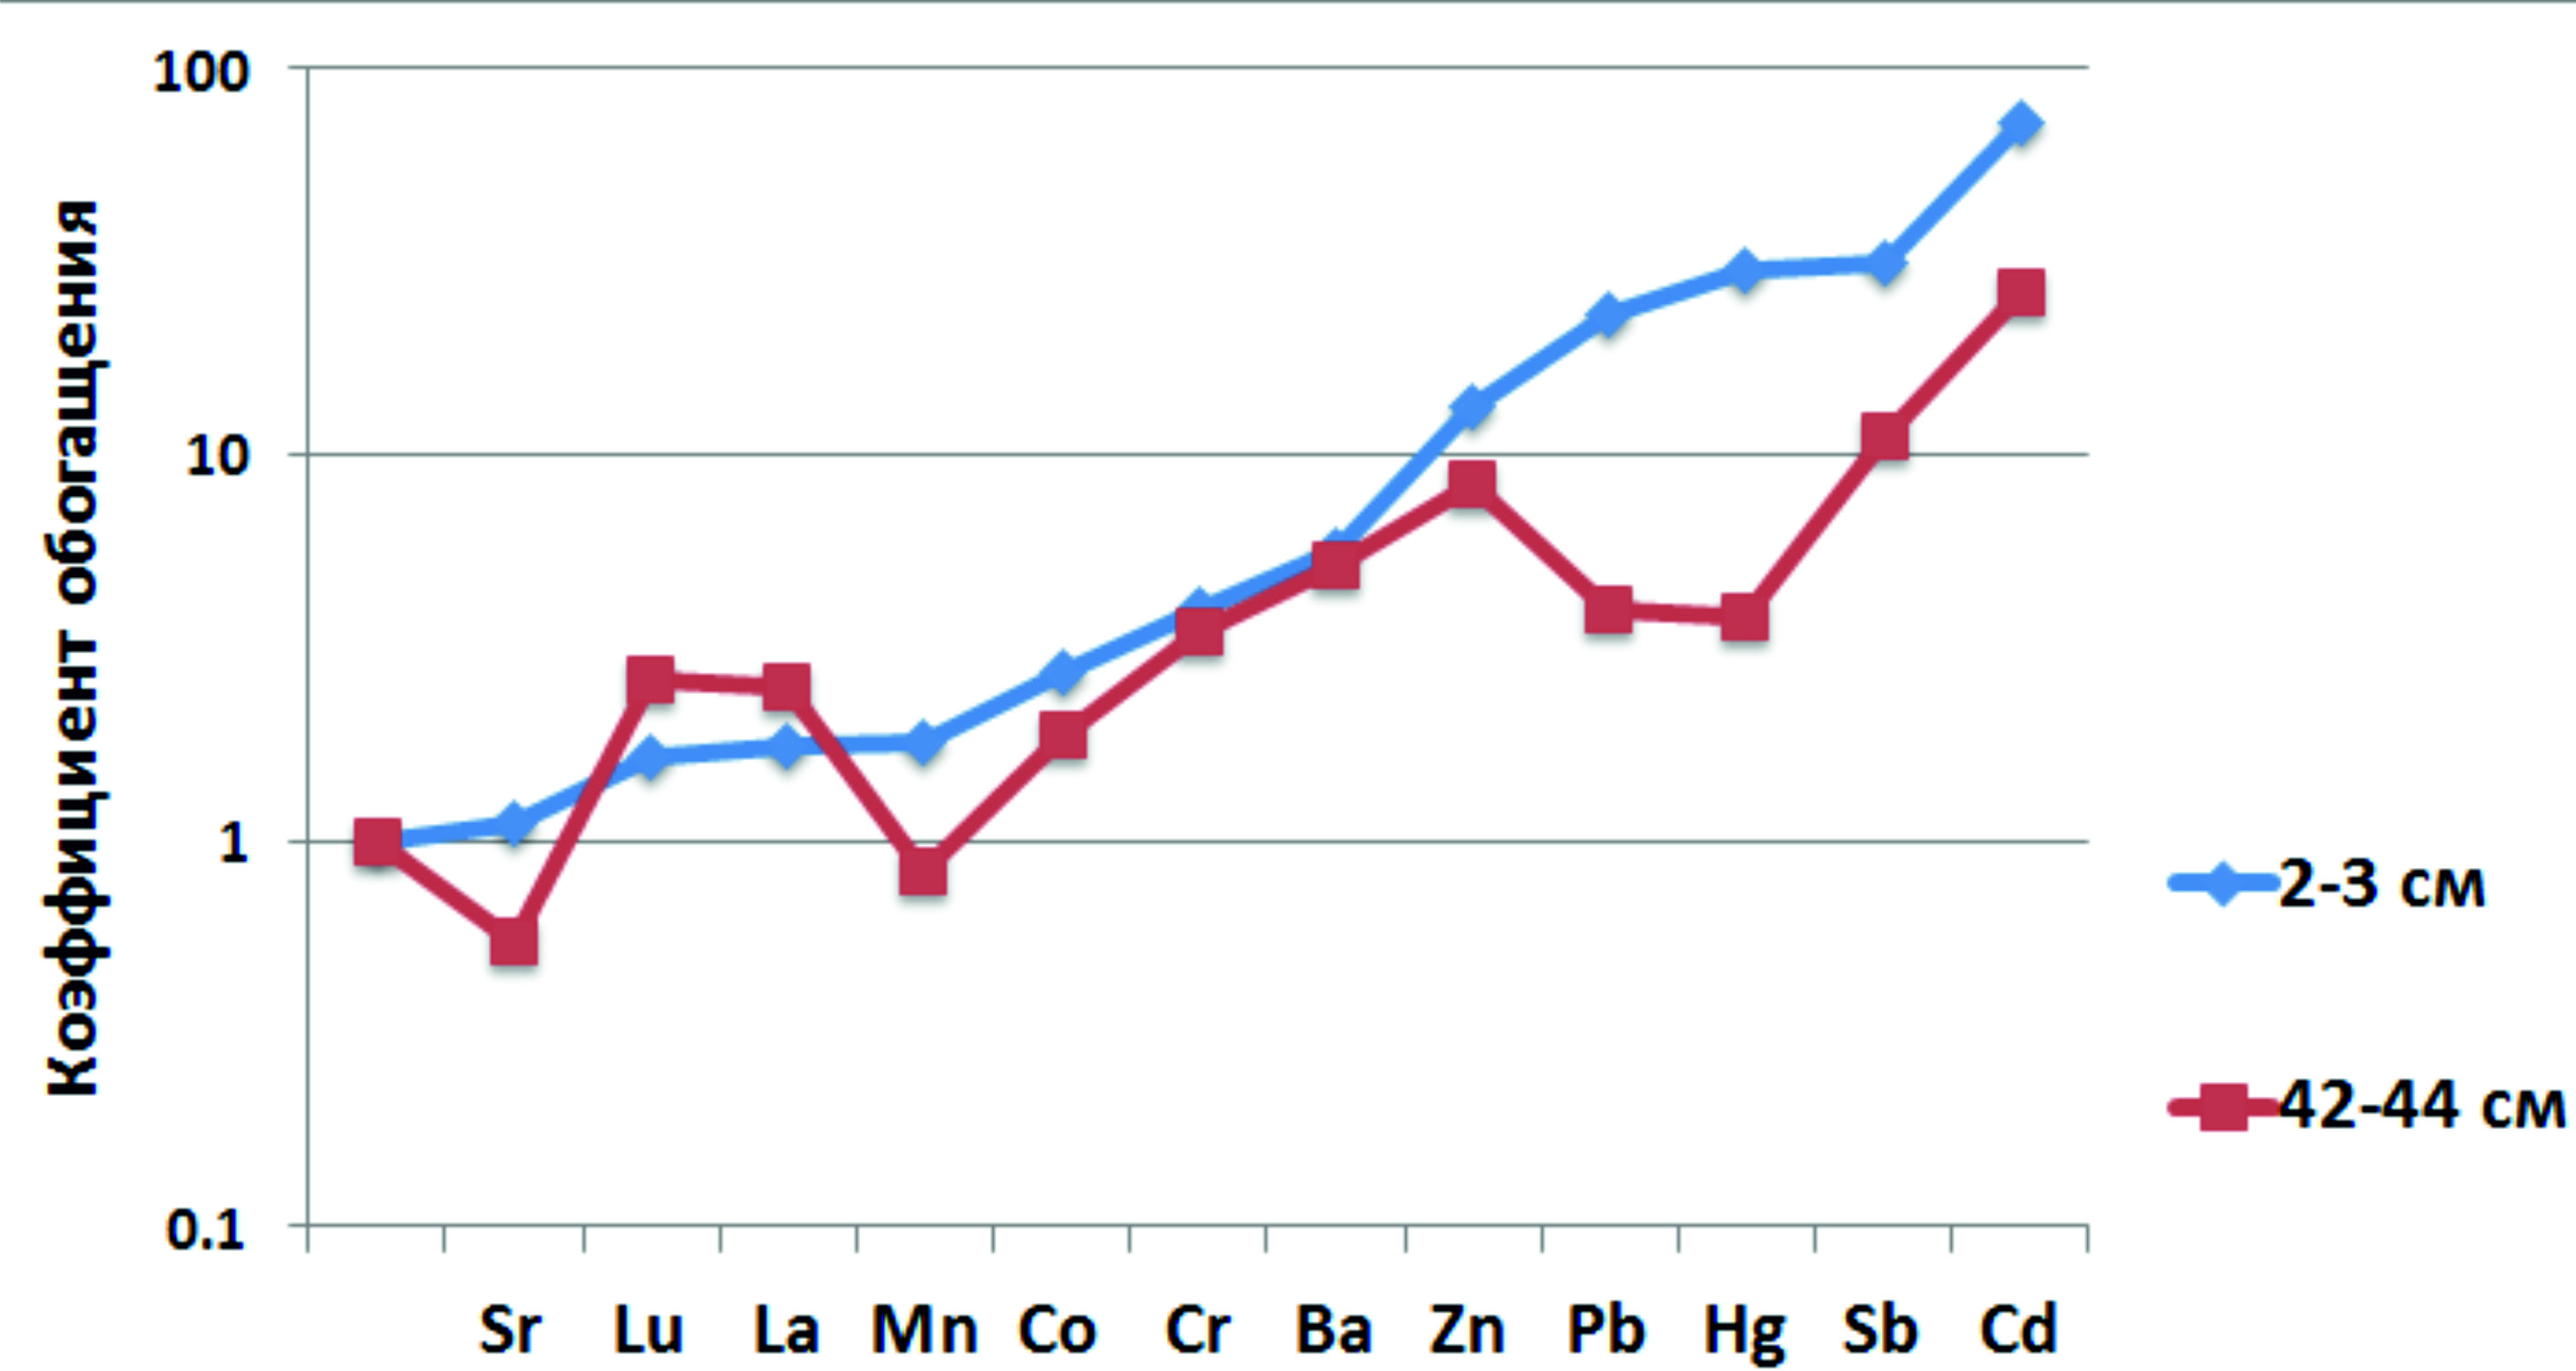 Коэффициент обогащения
100
10
1
0.1
Sr Lu La Mn Co Cr Ba Zn Pb Hg Sb Cd
2-3 см
42-44 см